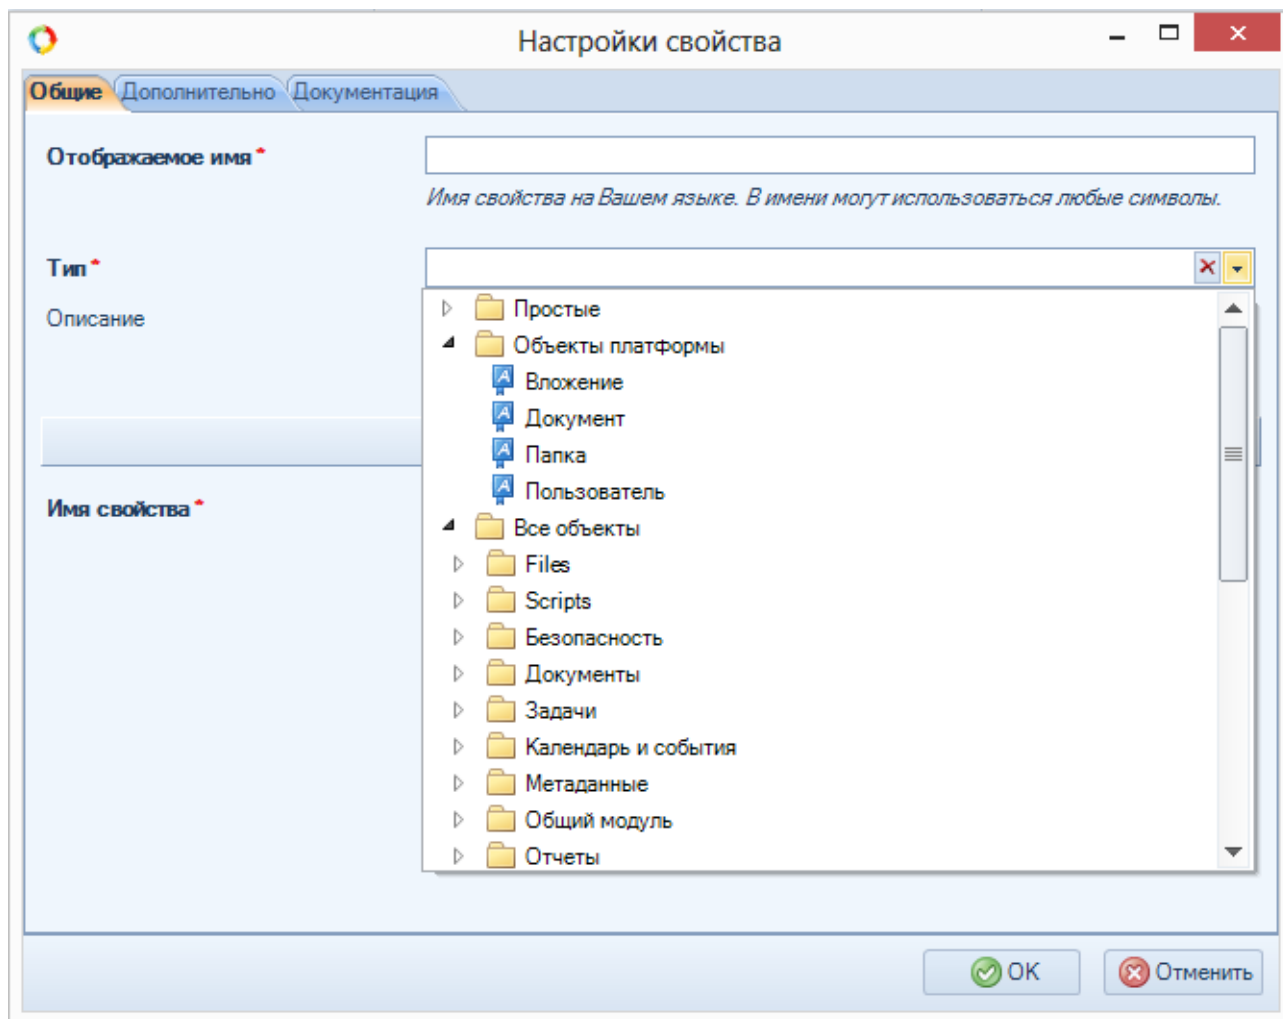 Настройки свойства
Общие Дополнительно Документация
Отображаемое имя *
Имя свойства на Вашем языке. В имени могут использоваться любые символы.
Тип *
Описание
Простые
Объекты платформы
Вложение
Документ
Папка
Пользователь
Имя свойства *
Все объекты
Files
Scripts
Безопасность
Документы
Задачи
Календарь и события
Метаданные
Общий модуль
Отчеты
OK Отменить